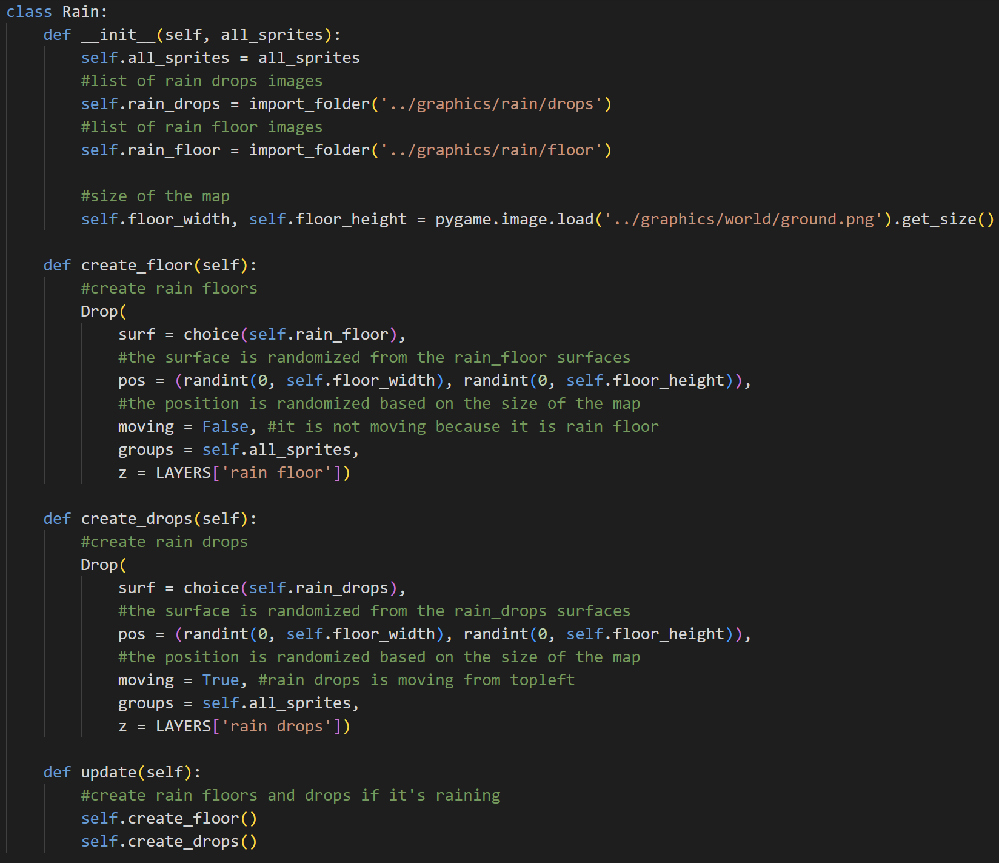 class Rain:
    def __init__(self, all_sprites):
        self.all_sprites = all_sprites
        #list of rain drops images
        self.rain_drops = import_folder('../graphics/rain/drops')
        #list of rain floor images
        self.rain_floor = import_folder('../graphics/rain/floor')

        #size of the map
        self.floor_width, self.floor_height = pygame.image.load('../graphics/world/ground.png').get_size()

    def create_floor(self):
        #create rain floors
        Drop(
            surf = choice(self.rain_floor),
            #the surface is randomized from the rain_floor surfaces
            pos = (randint(0, self.floor_width), randint(0, self.floor_height)),
            #the position is randomized based on the size of the map
            moving = False, #it is not moving because it is rain floor
            groups = self.all_sprites,
            z = LAYERS['rain floor'])

    def create_drops(self):
        #create rain drops
        Drop(
            surf = choice(self.rain_drops),
            #the surface is randomized from the rain_drops surfaces
            pos = (randint(0, self.floor_width), randint(0, self.floor_height)),
            #the position is randomized based on the size of the map
            moving = True, #rain drops is moving from topleft
            groups = self.all_sprites,
            z = LAYERS['rain drops'])

    def update(self):
        #create rain floors and drops if it's raining
        self.create_floor()
        self.create_drops()